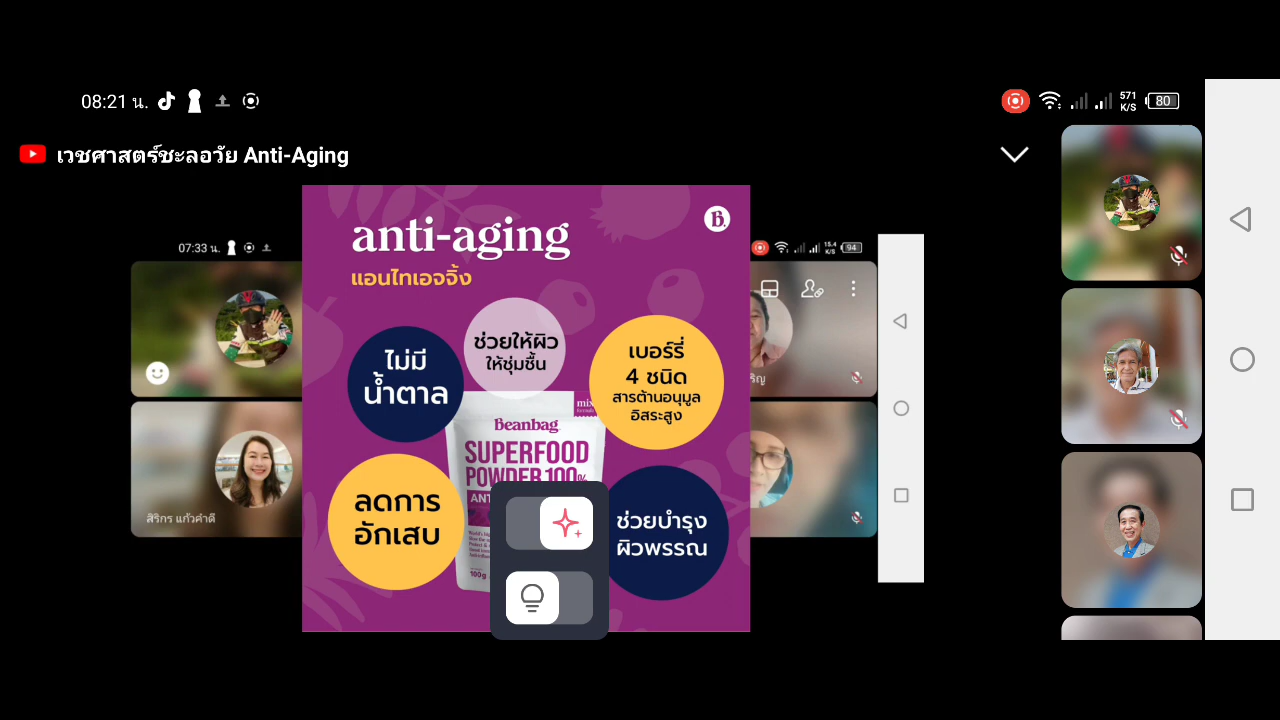 08:21 น.
571
K/S
80
เวชศาสตร์ชะลอวัย Anti-Aging
07:33 น.
15.4
K/S
94
B.
anti-aging
แอนไทเอจจิ้ง
ไม่มี
น้ำตาล
ช่วยให้ผิว
ให้ชุ่มชื้น
เบอร์รี่
4 ชนิด
สารต้านอนุมูล
อิสระสูง
mix
Beanbag
SUPERFOOD
POWDER 100%
ANT
100g
ลดการ
อักเสบ
ช่วยบำรุง
ผิวพรรณ
สิริกร แก้วคำดี
ริญ